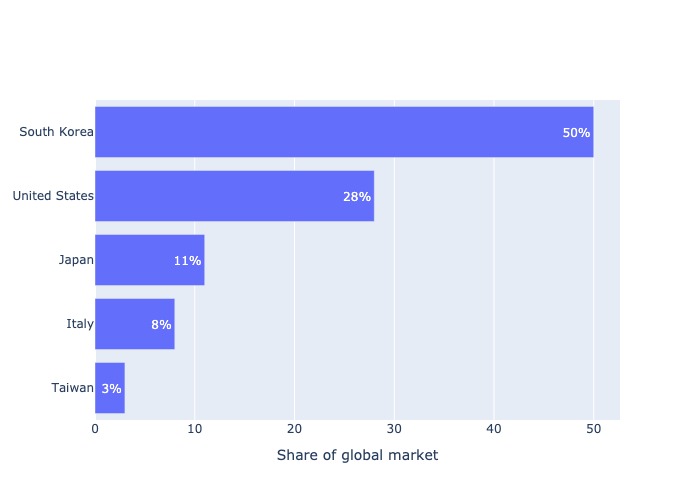 South Korea 50%
United States 28%
Japan 11%
Italy 8%
Taiwan 3%
0 10 20 30 40 50
Share of global market